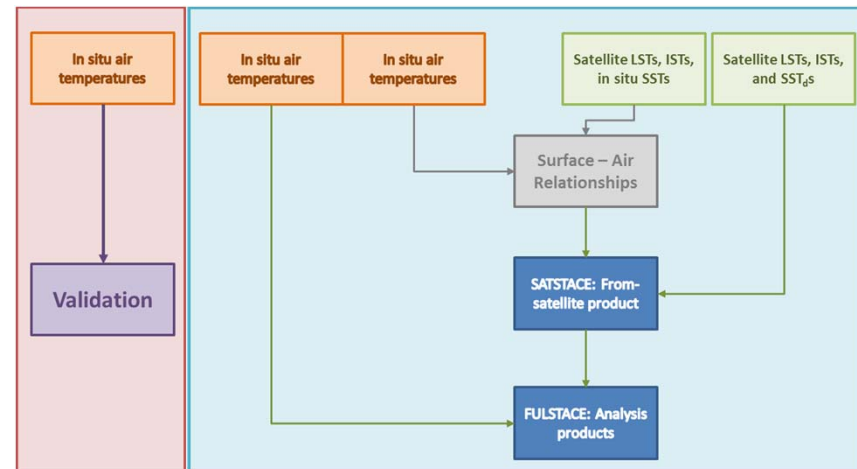 In situ air
temperatures
In situ air
temperatures
In situ air
temperatures
Satellite LSTs, ISTs,
in situ SSTs
Satellite LSTs, ISTs,
and SSTds
Surface – Air
Relationships
Validation
SATSTACE: From-
satellite product
FULSTACE: Analysis
products